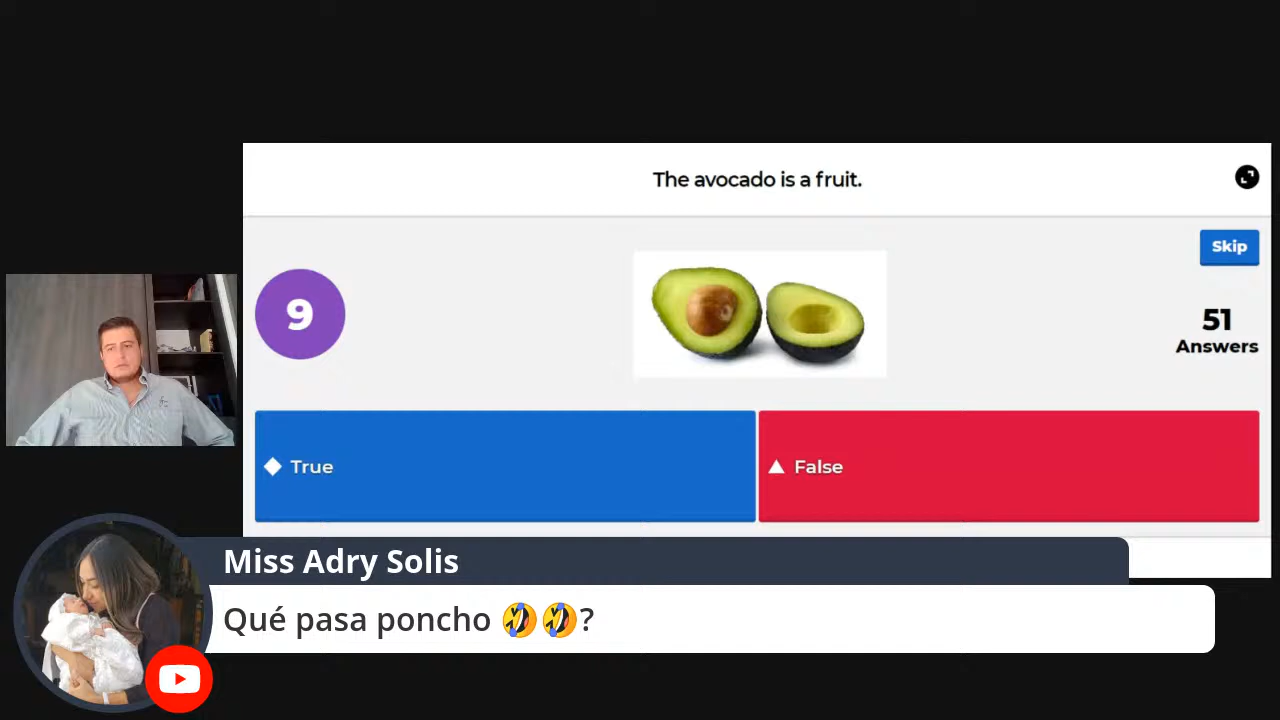 The avocado is a fruit.
Skip
9
51
Answers
True
False
Miss Adry Solis
Qué pasa poncho 🤣🤣?